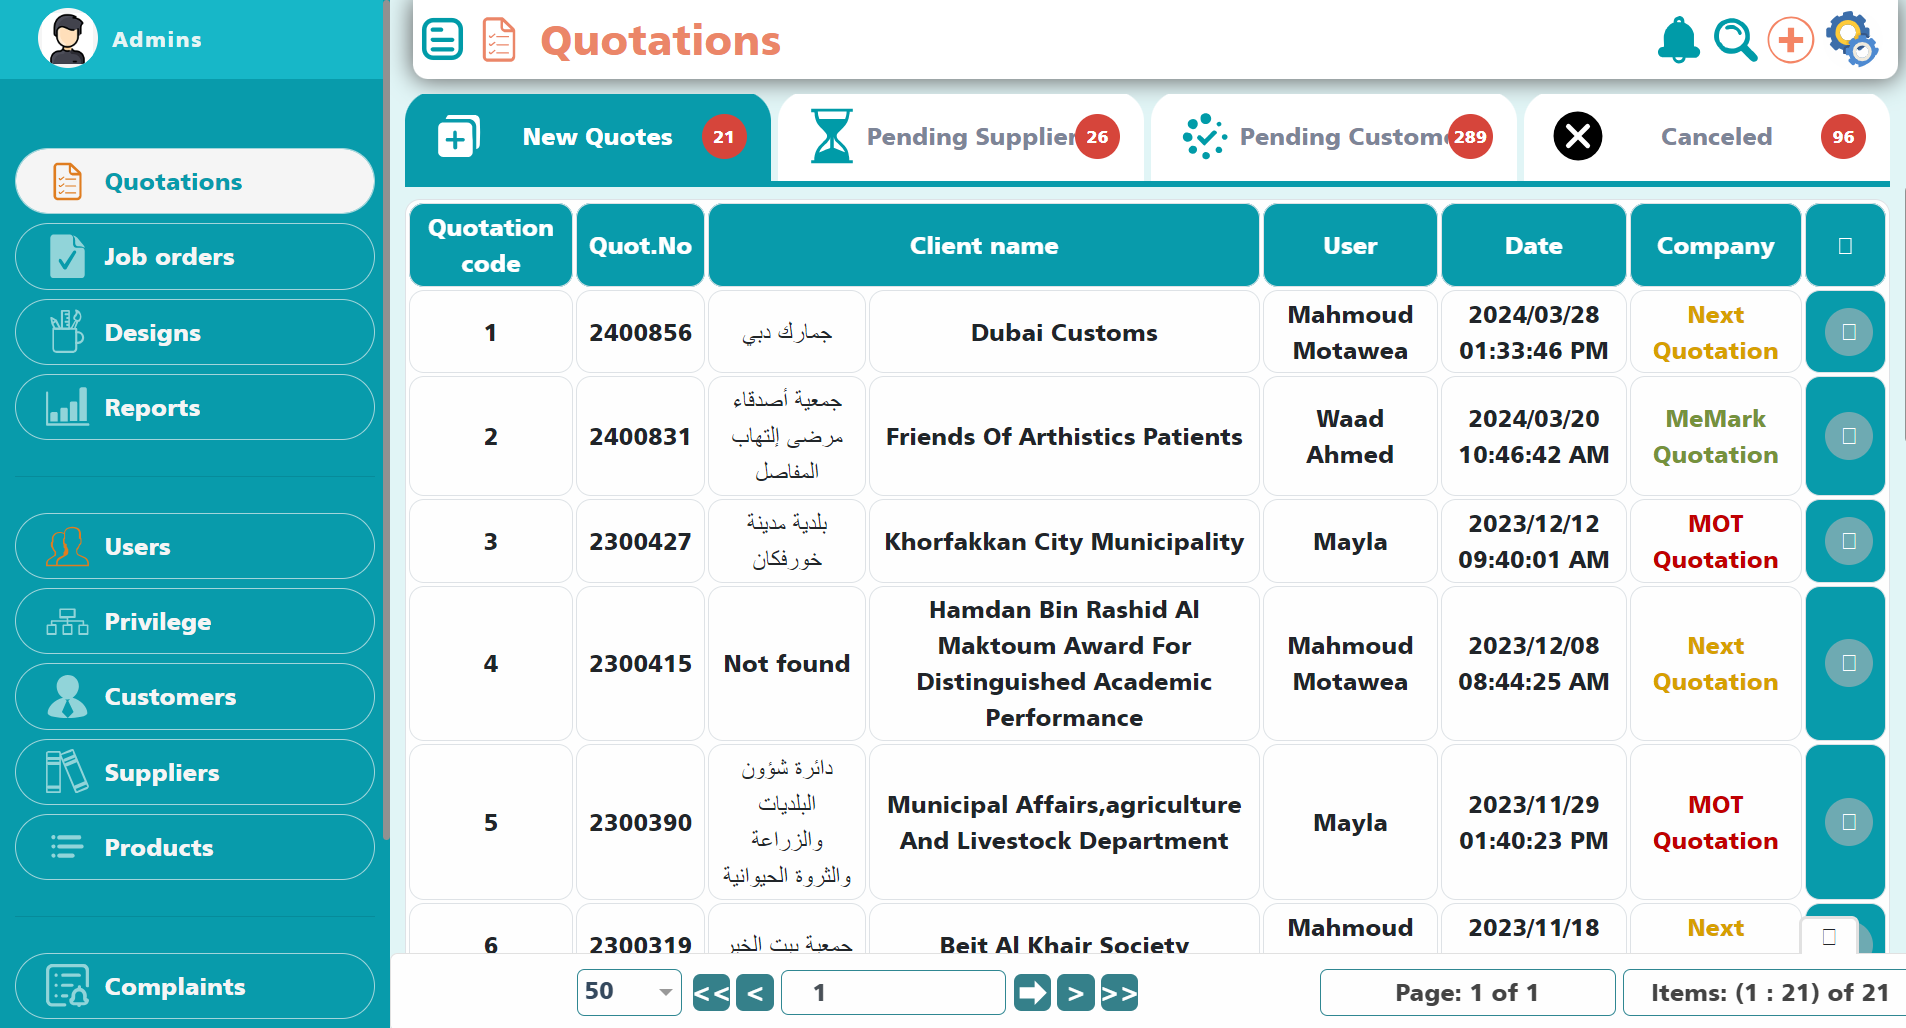 Admins
Quotations
Job orders
Designs
Reports
Users
Privilege
Customers
Suppliers
Products
Complaints
Quotations
New Quotes 21
Pending Supplier 26
Pending Custome 289
Canceled 96
Quotation code Quot.No Client name User Date Company
1 2400856 جمارك دبي Dubai Customs Mahmoud Motawea 2024/03/28 01:33:46 PM Next Quotation
2 2400831 جمعية أصدقاء مرضى إلتهاب المفاصل Friends Of Arthistics Patients Waad Ahmed 2024/03/20 10:46:42 AM MeMark Quotation
3 2300427 بلدية مدينة خورفكان Khorfakkan City Municipality Mayla 2023/12/12 09:40:01 AM MOT Quotation
4 2300415 Not found Hamdan Bin Rashid Al Maktoum Award For Distinguished Academic Performance Mahmoud Motawea 2023/12/08 08:44:25 AM Next Quotation
5 2300390 دائرة شؤون البلديات والزراعة والثروة الحيوانية Municipal Affairs,agriculture And Livestock Department Mayla 2023/11/29 01:40:23 PM MOT Quotation
6 2300319 جمعية بيت الخير Beit Al Khair Society Mahmoud 2023/11/18 Next
50 << < 1 > >> Page: 1 of 1 Items: (1 : 21) of 21